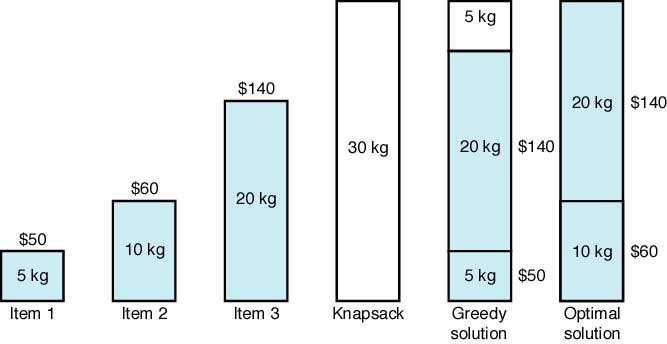 $50
5 kg
Item 1
$60
10 kg
Item 2
$140
20 kg
Item 3
30 kg
Knapsack
5 kg
20 kg
$140
5 kg
$50
Greedy
solution
20 kg
$140
10 kg
$60
Optimal
solution